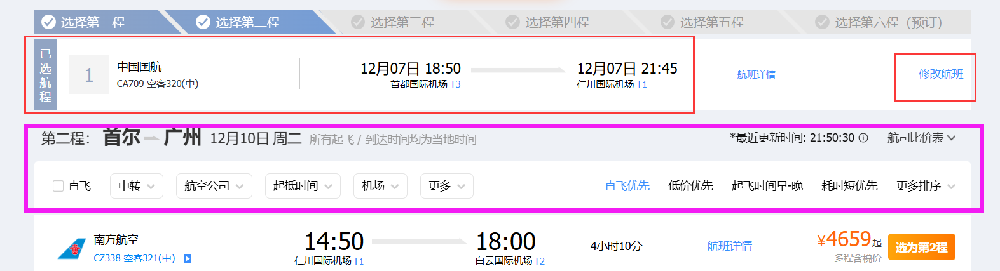 选择第一程 选择第二程 选择第三程 选择第四程 选择第五程 选择第六程（预订）
已选航程
1
中国国航
CA709 空客320(中)
12月07日 18:50
首都国际机场 T3
12月07日 21:45
仁川国际机场 T1
航班详情
修改航班
第二程： 首尔 广州 12月10日 周二 所有起飞 / 到达时间均为当地时间 *最近更新时间: 21:50:30 航司比价表
直飞 中转 航空公司 起抵时间 机场 更多 直飞优先 低价优先 起飞时间早-晚 耗时短优先 更多排序
南方航空
CZ338 空客321(中)
14:50
仁川国际机场 T1
18:00
白云国际机场 T2
4小时10分
航班详情
¥4659起
多程含税价
选为第2程